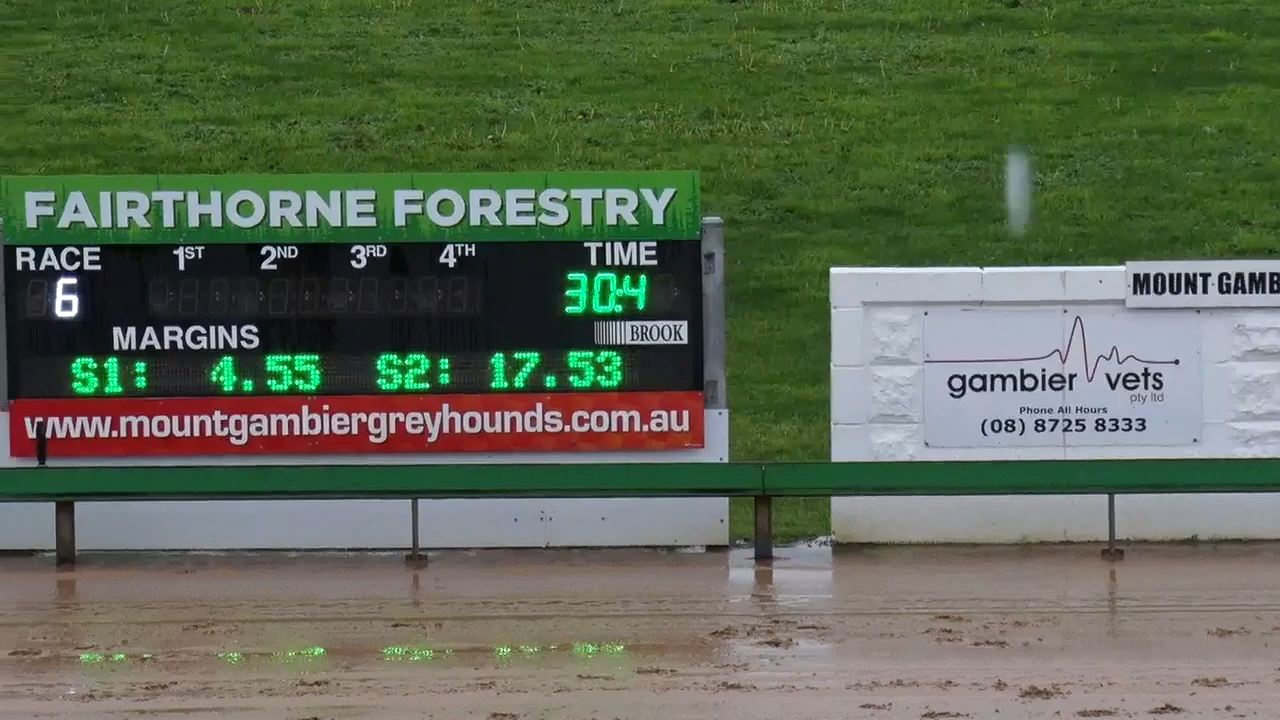 FAIRTHORNE FORESTRY
RACE 1ST 2ND 3RD 4TH TIME
6 30.4
MARGINS BROOK
S1: 4.55 S2: 17.53
www.mountgambiergreyhounds.com.au
MOUNT GAMB
gambier vets
pty ltd
Phone All Hours
(08) 8725 8333